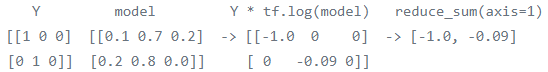 Y model Y * tf.log(model) reduce_sum(axis=1)
[[1 0 0] [[0.1 0.7 0.2] -> [[-1.0 0 0] -> [-1.0, -0.09]
[0 1 0]] [0.2 0.8 0.0]] [ 0 -0.09 0]]